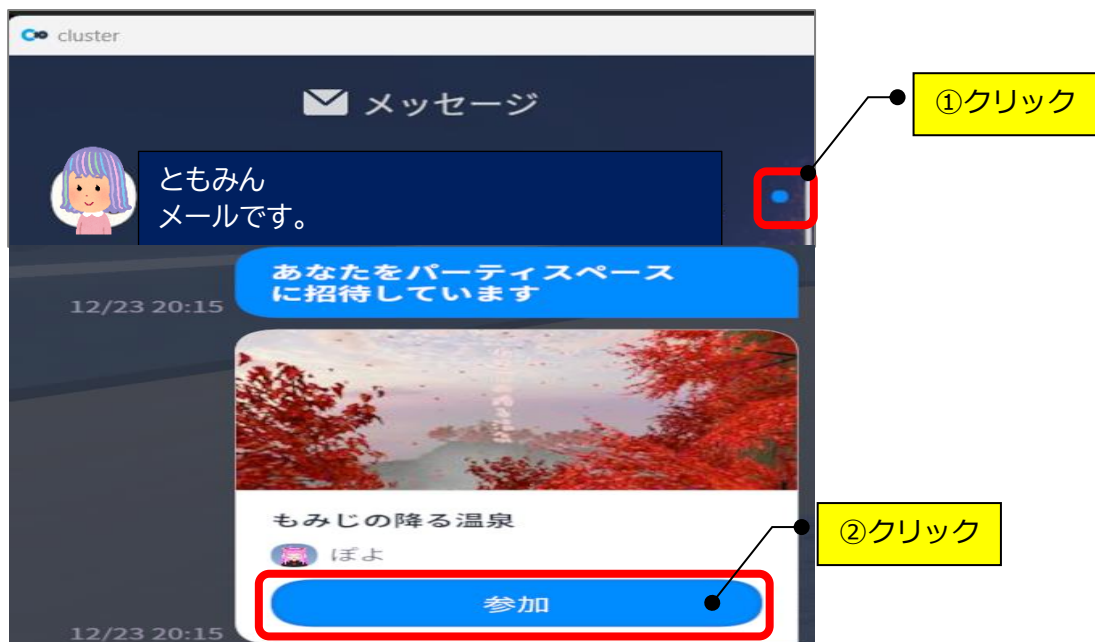 cluster
メッセージ
①クリック
ともみん
メールです。
あなたをパーティスペース
に招待しています
12/23 20:15
もみじの降る温泉
ぽよ
②クリック
参加
12/23 20:15